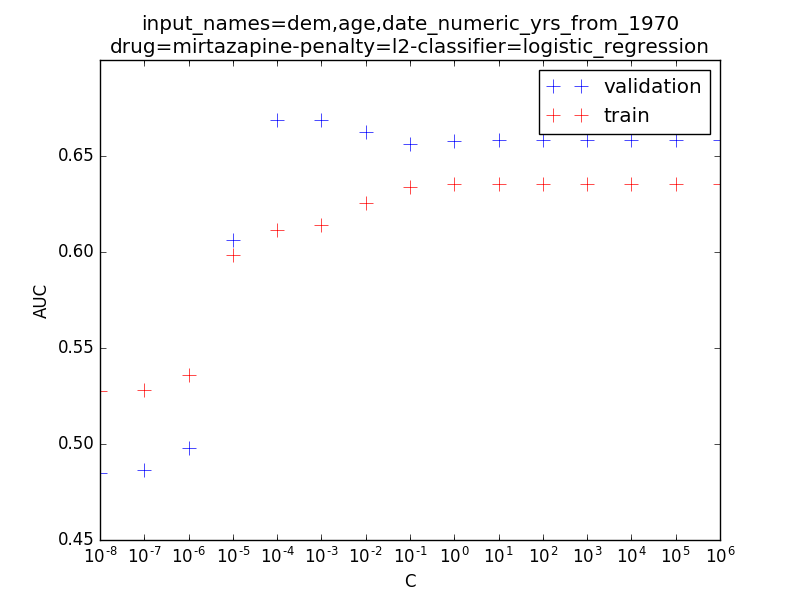 input_names=dem,age,date_numeric_yrs_from_1970
drug=mirtazapine-penalty=l2-classifier=logistic_regression
validation
train
0.65
0.60
0.55
0.50
0.45
AUC
10⁻⁸ 10⁻⁷ 10⁻⁶ 10⁻⁵ 10⁻⁴ 10⁻³ 10⁻² 10⁻¹ 10⁰ 10¹ 10² 10³ 10⁴ 10⁵ 10⁶
C